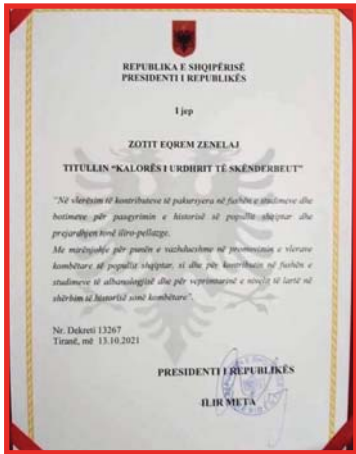 REPUBLIKA E SHQIPËRISË
PRESIDENTI I REPUBLIKËS
I jep
ZOTIT EQREM ZENELAJ
TITULLIN “KALORËS I URDHRIT TË SKËNDERBEUT”
“Në vlerësim të kontributeve të pakursyera në fushën e studimeve dhe
botimeve për pasqyrimin e historisë së popullit shqiptar dhe
prejardhjen tonë iliro-pellazge.
Me mirënjohje për punën e vazhdueshme në promovimin e vlerave
kombëtare të popullit shqiptar, si dhe për kontributin në fushën e
studimeve të albanologjinë dhe për veprimtarinë e nivelit të lartë në
shërbim të historisë sonë kombëtare”.
Nr. Dekreti 13267
Tiranë, më 13.10.2021
PRESIDENTI I REPUBLIKËS
ILIR META